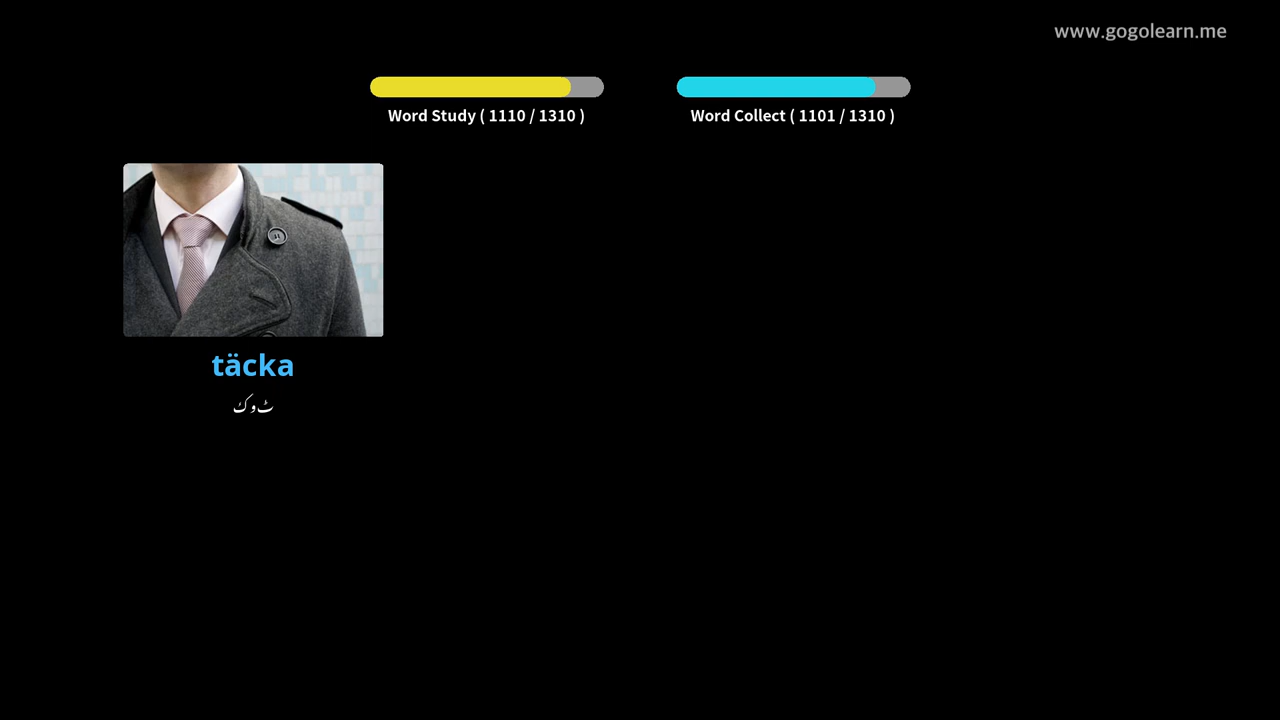 www.gogolearn.me
Word Study ( 1110 / 1310 )
Word Collect ( 1101 / 1310 )
täcka
ٹوک